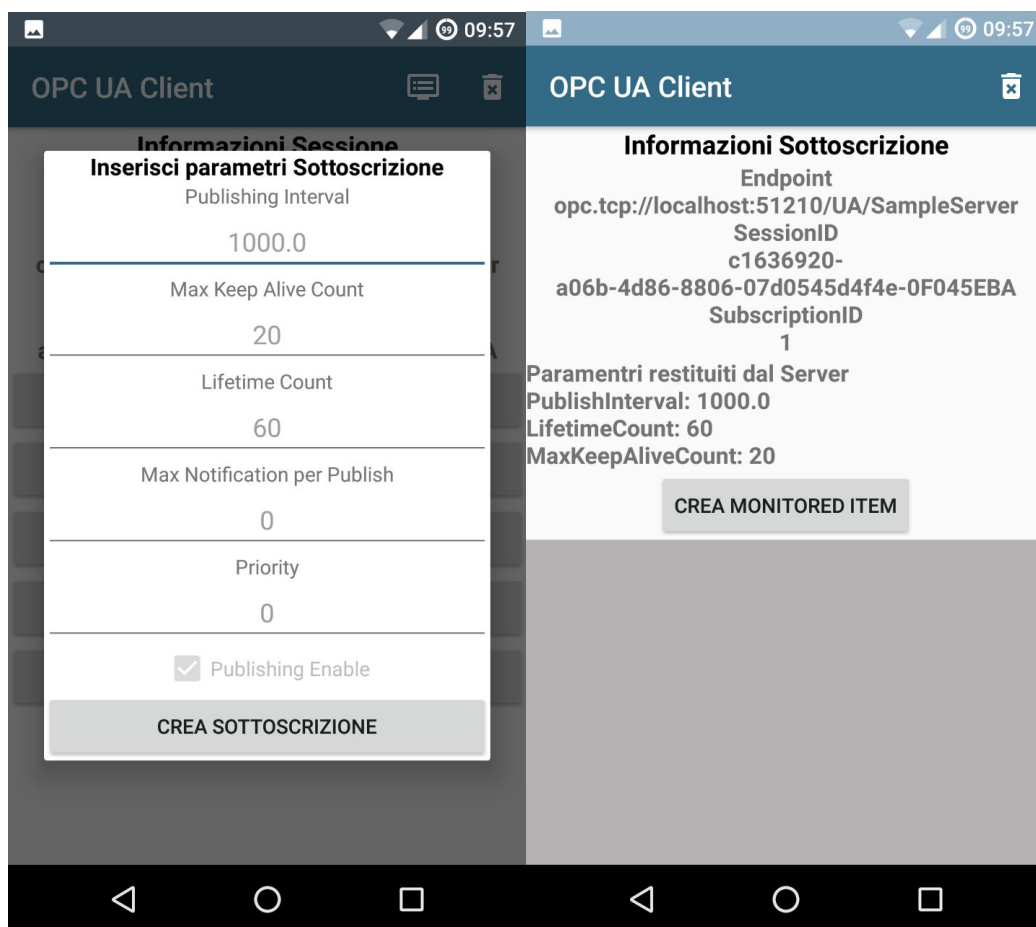 09:57
OPC UA Client
Informazioni Sessione
Inserisci parametri Sottoscrizione
Publishing Interval
1000.0
Max Keep Alive Count
20
Lifetime Count
60
Max Notification per Publish
0
Priority
0
Publishing Enable
CREA SOTTOSCRIZIONE
99 09:57
OPC UA Client
Informazioni Sottoscrizione
Endpoint
opc.tcp://localhost:51210/UA/SampleServer
SessionID
c1636920-
a06b-4d86-8806-07d0545d4f4e-0F045EBA
SubscriptionID
1
Paramentri restituiti dal Server
PublishInterval: 1000.0
LifetimeCount: 60
MaxKeepAliveCount: 20
CREA MONITORED ITEM